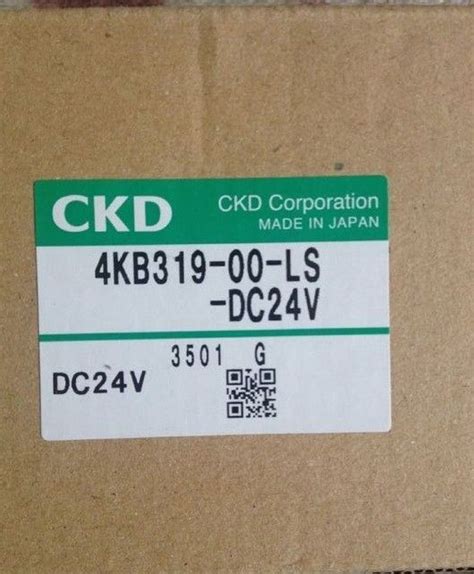 CKD
CKD Corporation
MADE IN JAPAN
4KB319-00-LS
-DC24V
3501 G
DC24V